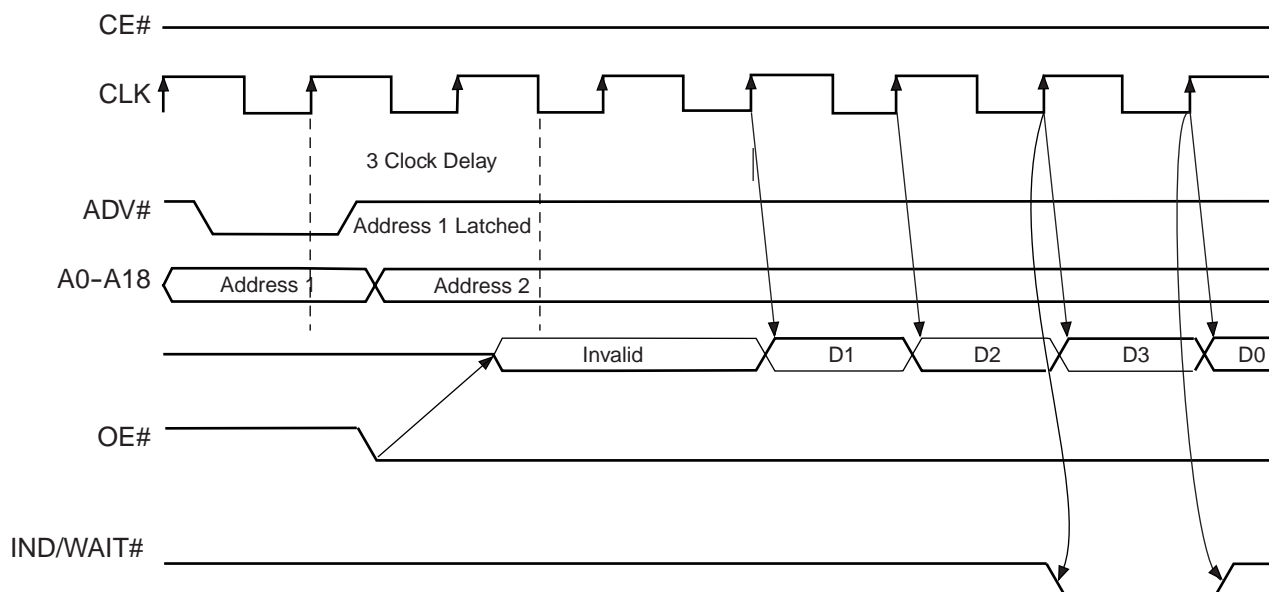 CE#
CLK
3 Clock Delay
ADV#
Address 1 Latched
A0-A18
Address 1
Address 2
Invalid
D1
D2
D3
D0
OE#
IND/WAIT#